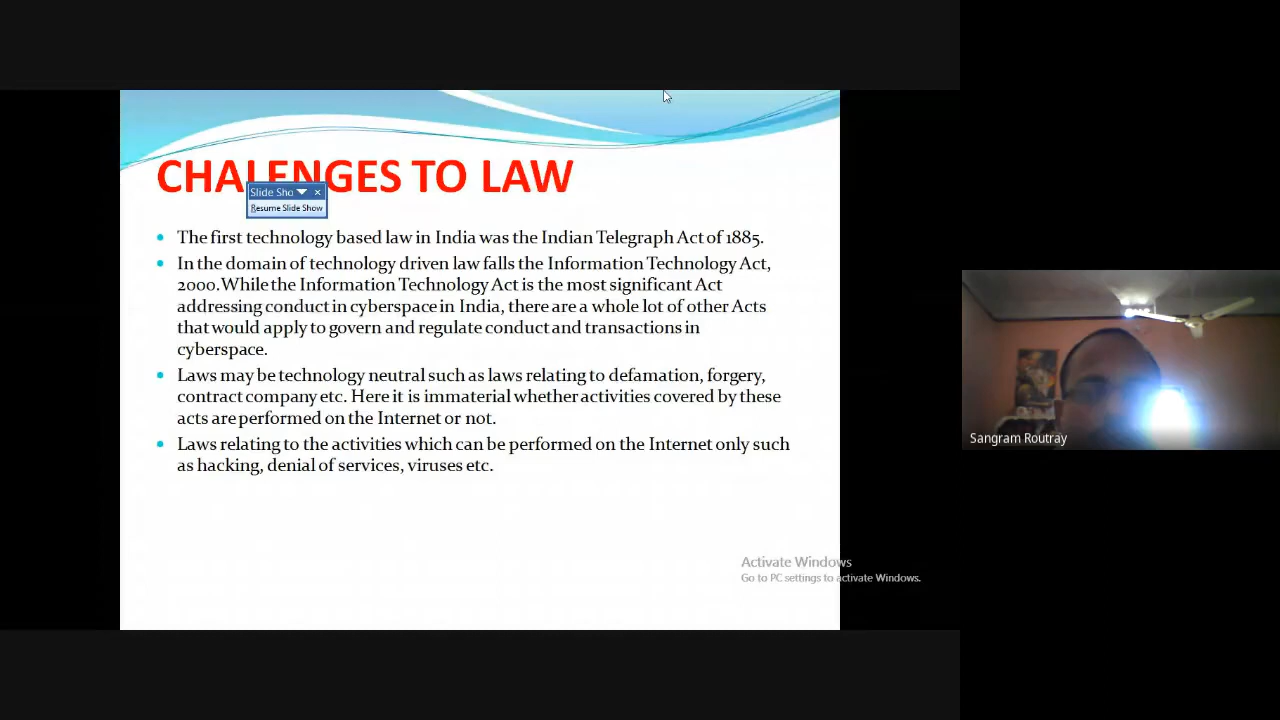 CHALENGES TO LAW
Slide Sho
Resume Slide Show
The first technology based law in India was the Indian Telegraph Act of 1885.
In the domain of technology driven law falls the Information Technology Act,
2000.While the Information Technology Act is the most significant Act
addressing conduct in cyberspace in India, there are a whole lot of other Acts
that would apply to govern and regulate conduct and transactions in
cyberspace.
Laws may be technology neutral such as laws relating to defamation, forgery,
contract company etc. Here it is immaterial whether activities covered by these
acts are performed on the Internet or not.
Laws relating to the activities which can be performed on the Internet only such
as hacking, denial of services, viruses etc.
Activate Windows
Go to PC settings to activate Windows.
Sangram Routray